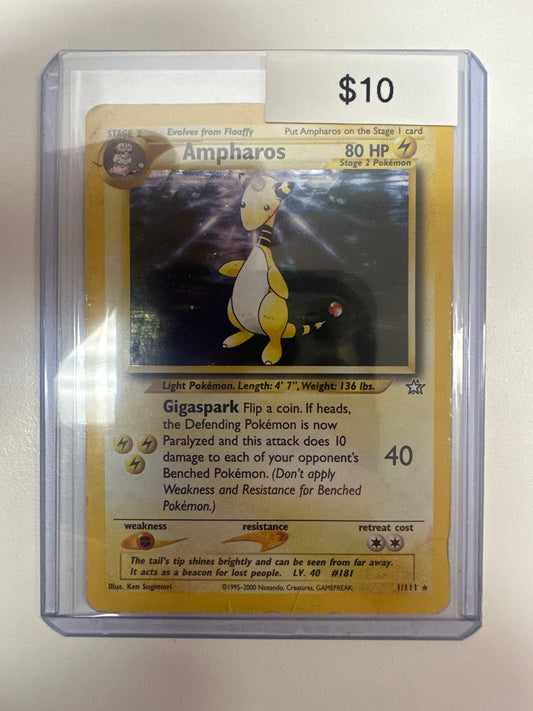 $10
STAGE 2 Evolves from Flaaffy Put Ampharos on the Stage 1 card
Ampharos 80 HP
Stage 2 Pokémon
Light Pokémon. Length: 4' 7", Weight: 136 lbs.
Gigaspark Flip a coin. If heads,
the Defending Pokémon is now
Paralyzed and this attack does 10
damage to each of your opponent's
Benched Pokémon. (Don't apply
Weakness and Resistance for Benched
Pokémon.)
40
weakness resistance retreat cost
The tail's tip shines brightly and can be seen from far away.
It acts as a beacon for lost people. LV. 40 #181
Illus. Ken Sugimori ©1995-2000 Nintendo, Creatures, GAMEFREAK. 1/111 ★